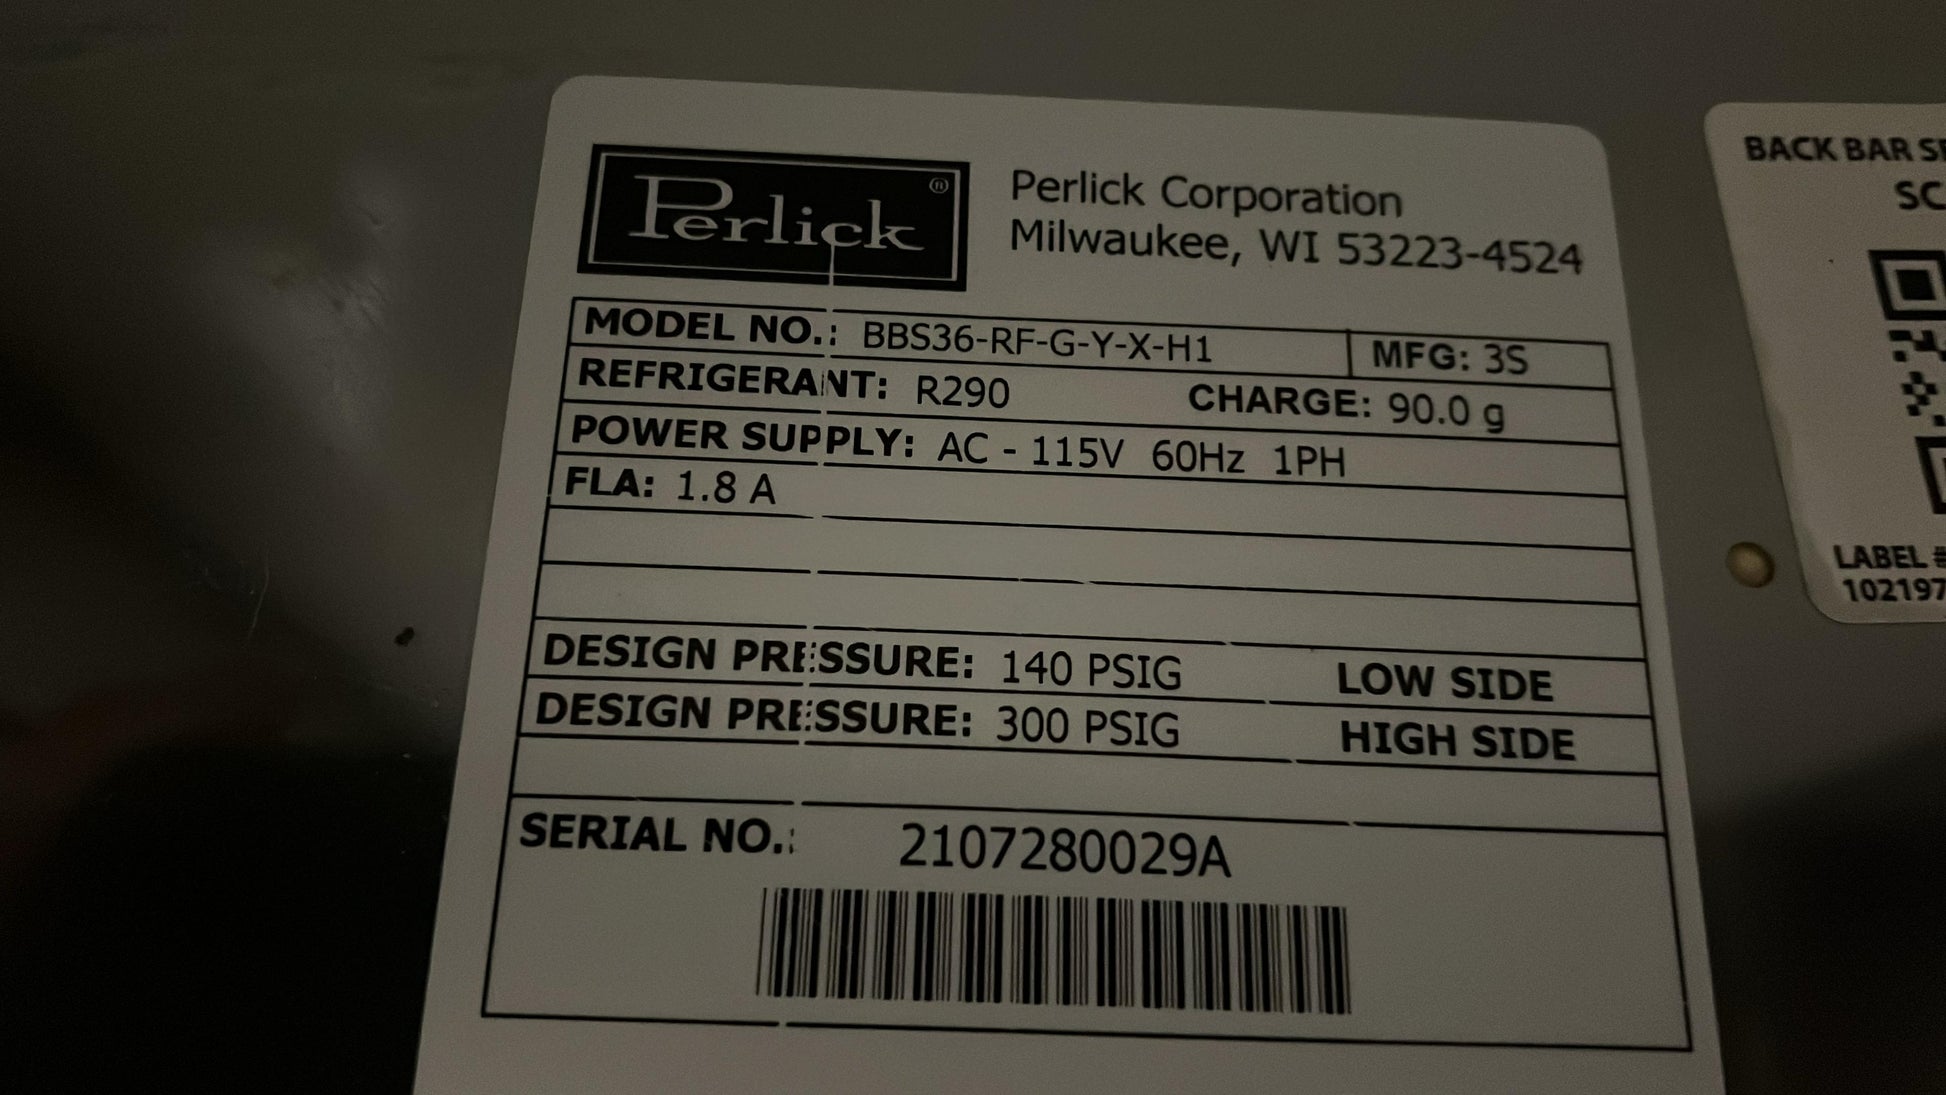 Perlick®
Perlick Corporation
Milwaukee, WI 53223-4524
MODEL NO.: BBS36-RF-G-Y-X-H1 MFG: 3S
REFRIGERANT: R290 CHARGE: 90.0 g
POWER SUPPLY: AC - 115V 60Hz 1PH
FLA: 1.8 A
DESIGN PRESSURE: 140 PSIG LOW SIDE
DESIGN PRESSURE: 300 PSIG HIGH SIDE
SERIAL NO.: 2107280029A
BACK BAR
LABEL #
102197